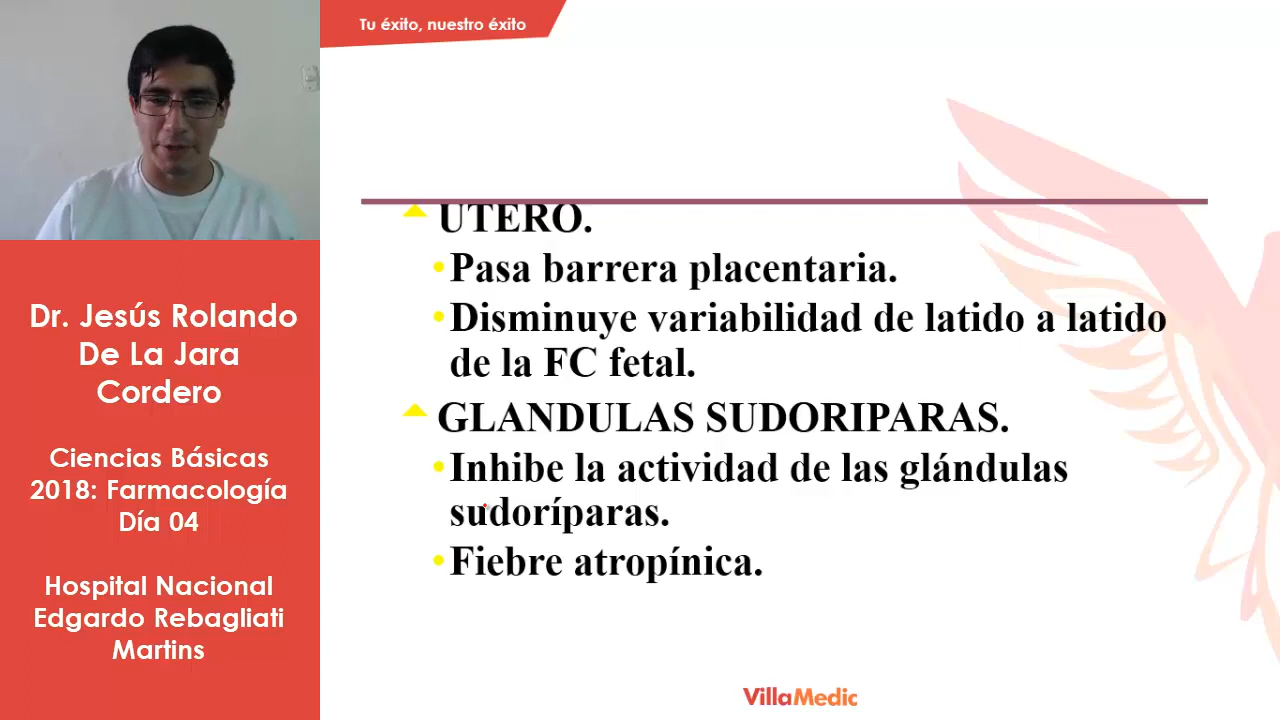 Tu éxito, nuestro éxito
UTERO.
Pasa barrera placentaria.
Disminuye variabilidad de latido a latido
de la FC fetal.
GLANDULAS SUDORIPARAS.
Inhibe la actividad de las glándulas
sudoríparas.
Fiebre atropínica.
Dr. Jesús Rolando
De La Jara
Cordero
Ciencias Básicas
2018: Farmacología
Día 04
Hospital Nacional
Edgardo Rebagliati
Martins
VillaMedic